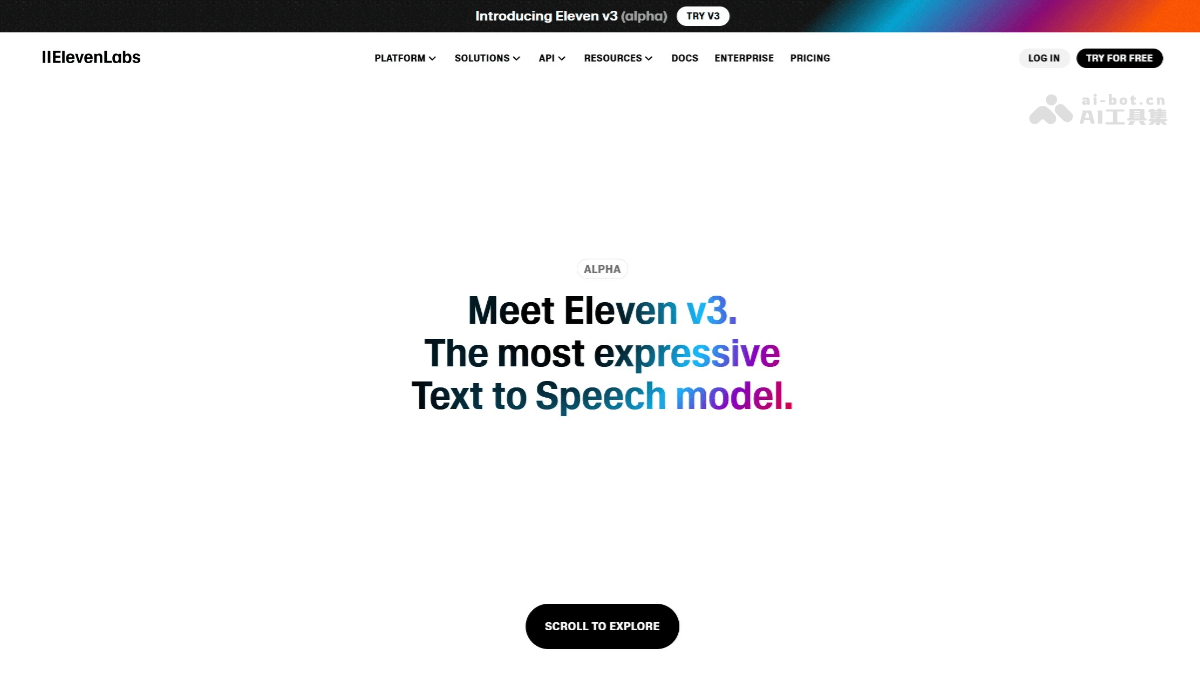 Introducing Eleven v3 (alpha) TRY V3
IIElevenLabs PLATFORM SOLUTIONS API RESOURCES DOCS ENTERPRISE PRICING LOG IN TRY FOR FREE
ai-bot.cn
AI工具集
ALPHA
Meet Eleven v3.
The most expressive
Text to Speech model.
SCROLL TO EXPLORE